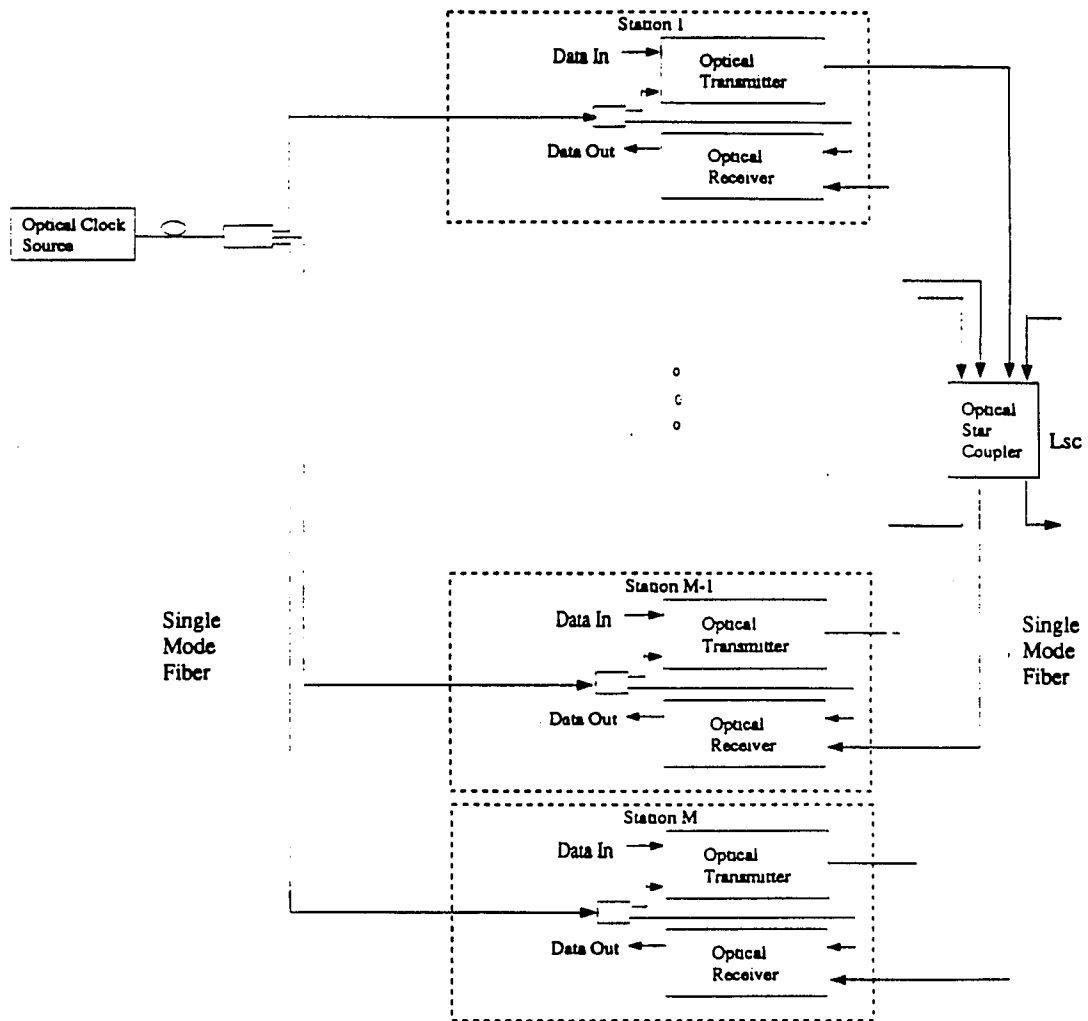 Station 1
Data In
Optical
Transmitter
Data Out
Optical
Receiver
Optical Clock
Source
Optical
Star
Coupler
Lsc
Station M-1
Data In
Optical
Transmitter
Single
Mode
Fiber
Data Out
Optical
Receiver
Single
Mode
Fiber
Station M
Data In
Optical
Transmitter
Data Out
Optical
Receiver